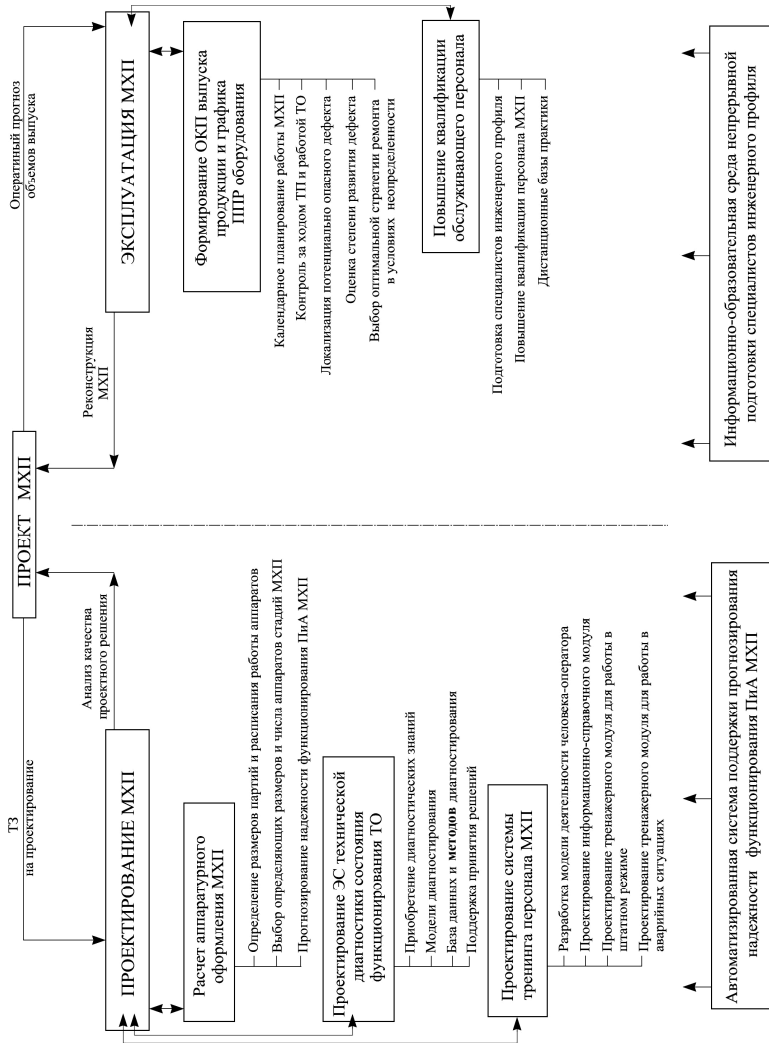 ПРОЕКТ МХП
ТЗ
на проектирование
Анализ качества
проектного решения
ПРОЕКТИРОВАНИЕ МХП
Расчет аппаратурного
оформления МХП
Определение размеров партий и расписания работы аппаратов
Выбор определяющих размеров и числа аппаратов стадий МХП
Прогнозирование надежности функционирования ПиА МХП
Проектирование ЭС технической
диагностики состояния
функционирования ТО
Приобретение диагностических знаний
Модели диагностирования
База данных и методов диагностирования
Поддержка принятия решений
Проектирование системы
тренинга персонала МХП
Разработка модели деятельности человека-оператора
Проектирование информационно-справочного модуля
Проектирование тренажерного модуля для работы в
штатном режиме
Проектирование тренажерного модуля для работы в
аварийных ситуациях
Автоматизированная система поддержки прогнозирования
надежности функционирования ПиА МХП
Оператиный прогноз
объемов выпуска
Реконструкция
МХП
ЭКСПЛУАТАЦИЯ МХП
Формирование ОКП выпуска
продукции и графика
ППР оборудования
Календарное планирование работы МХП
Контроль за ходом ТП и работой ТО
Локализация потенциально опасного дефекта
Оценка степени развития дефекта
Выбор оптимальной стратегии ремонта
в условиях неопределенности
Повышение квалификации
обслуживающего персонала
Подготовка специалистов инженерного профиля
Повышение квалификации персонала МХП
Дистанционные базы практики
Информационно-образовательная среда непрерывной
подготовки специалистов инженерного профиля